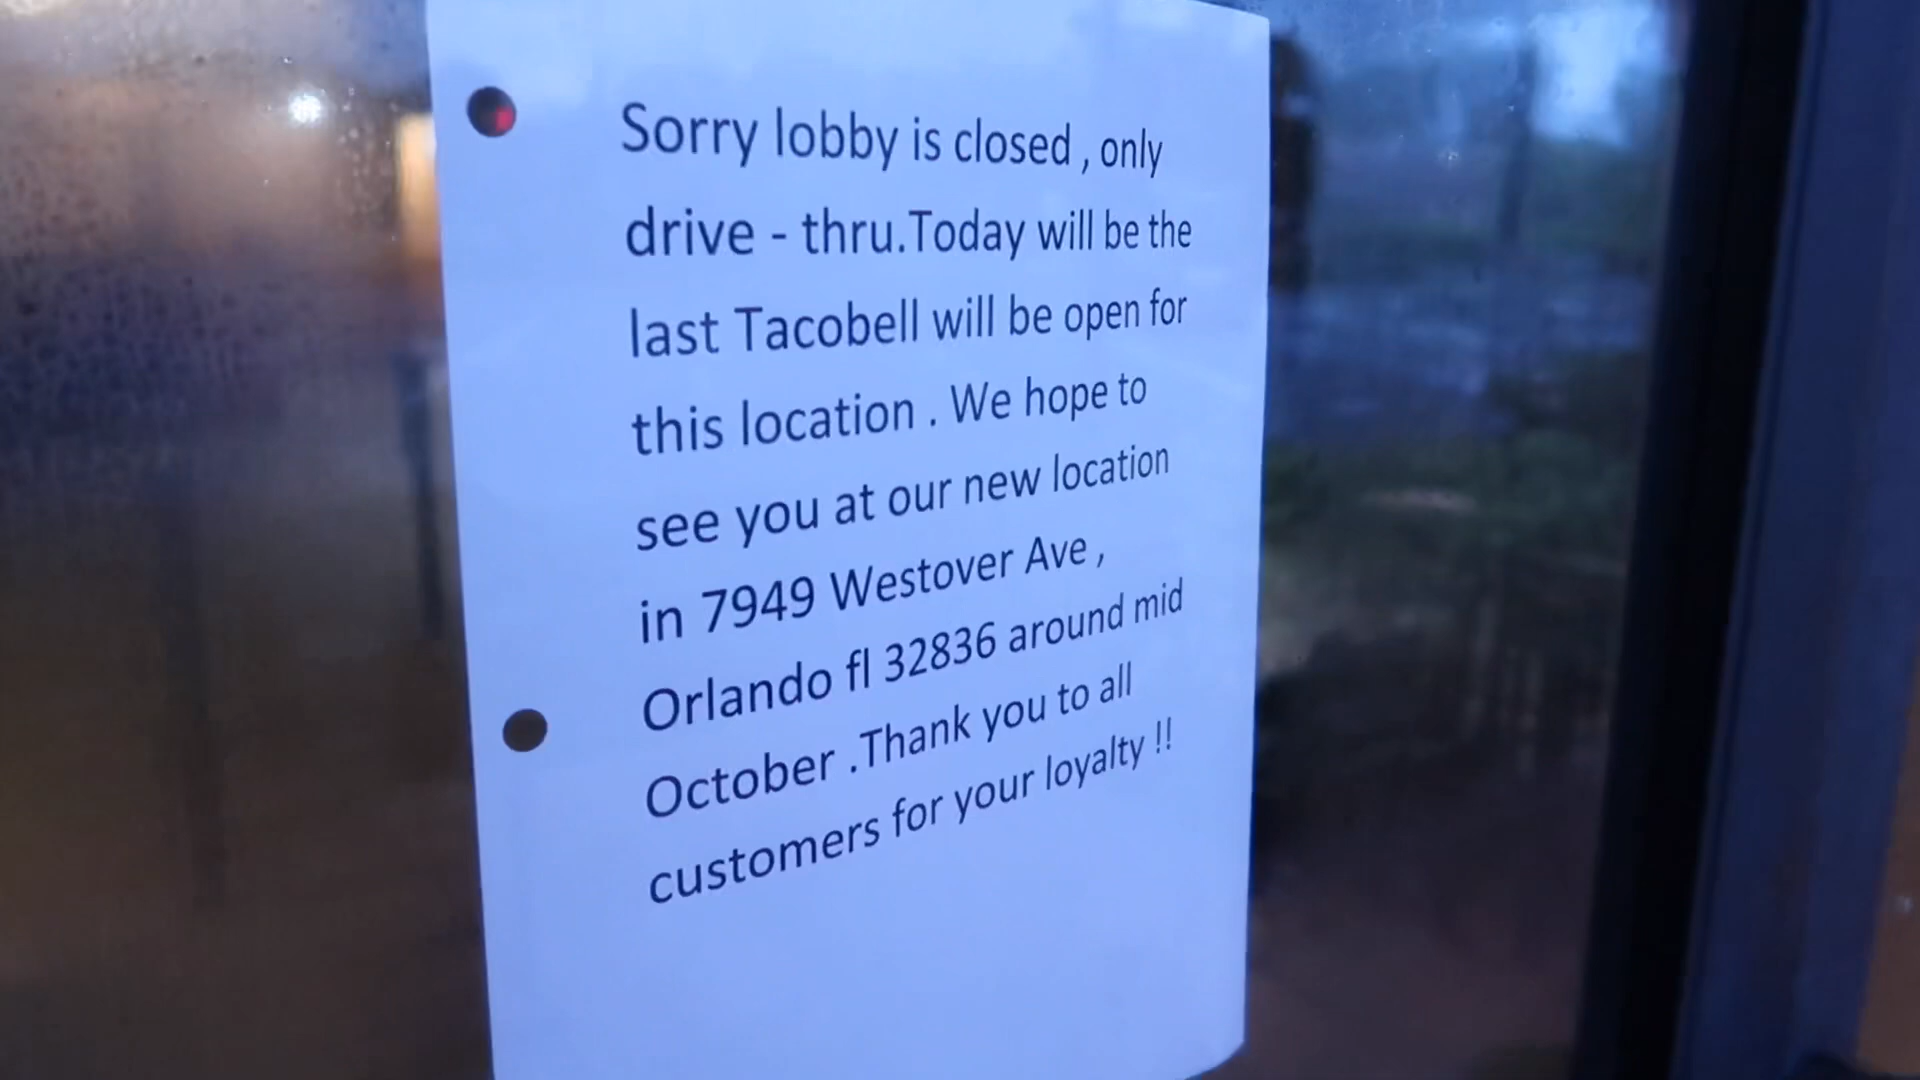 Sorry lobby is closed , only
drive - thru.Today will be the
last Tacobell will be open for
this location . We hope to
see you at our new location
in 7949 Westover Ave ,
Orlando fl 32836 around mid
October .Thank you to all
customers for your loyalty !!